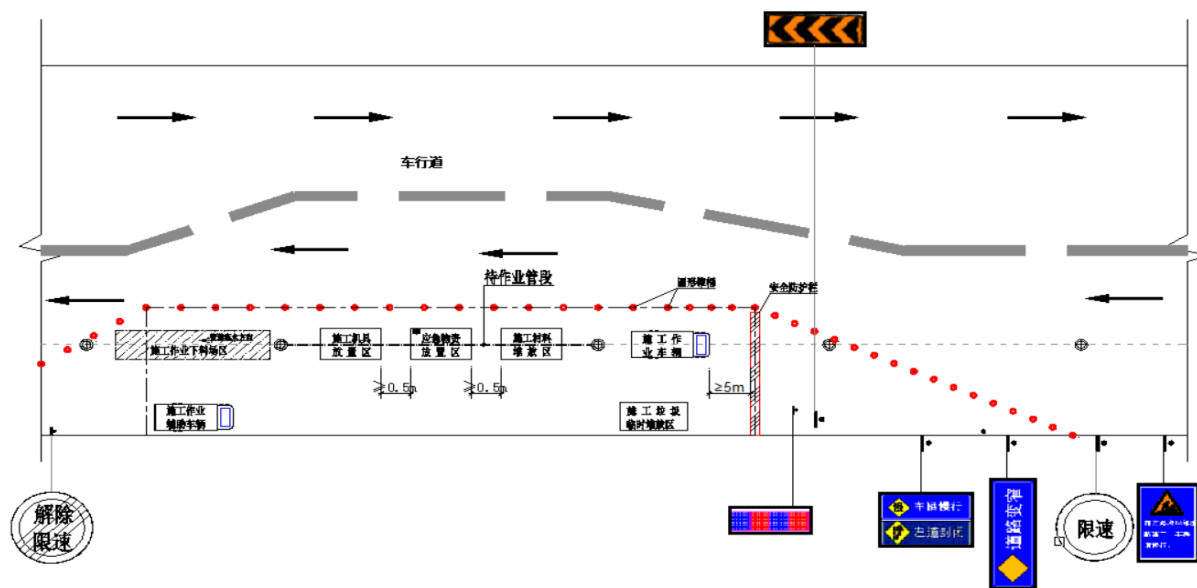 车行道
待作业管段
圆形锥桶
安全防护栏
施工作业下料场区
施工机具
放置区
应急物资
放置区
施工材料
堆放区
施工作
业车辆
≥0.5m
≥0.5m
≥5m
施工作业
辅助车辆
施工垃圾
临时堆放区
解除
限速
车辆慢行
左道封闭
道路变窄
限速